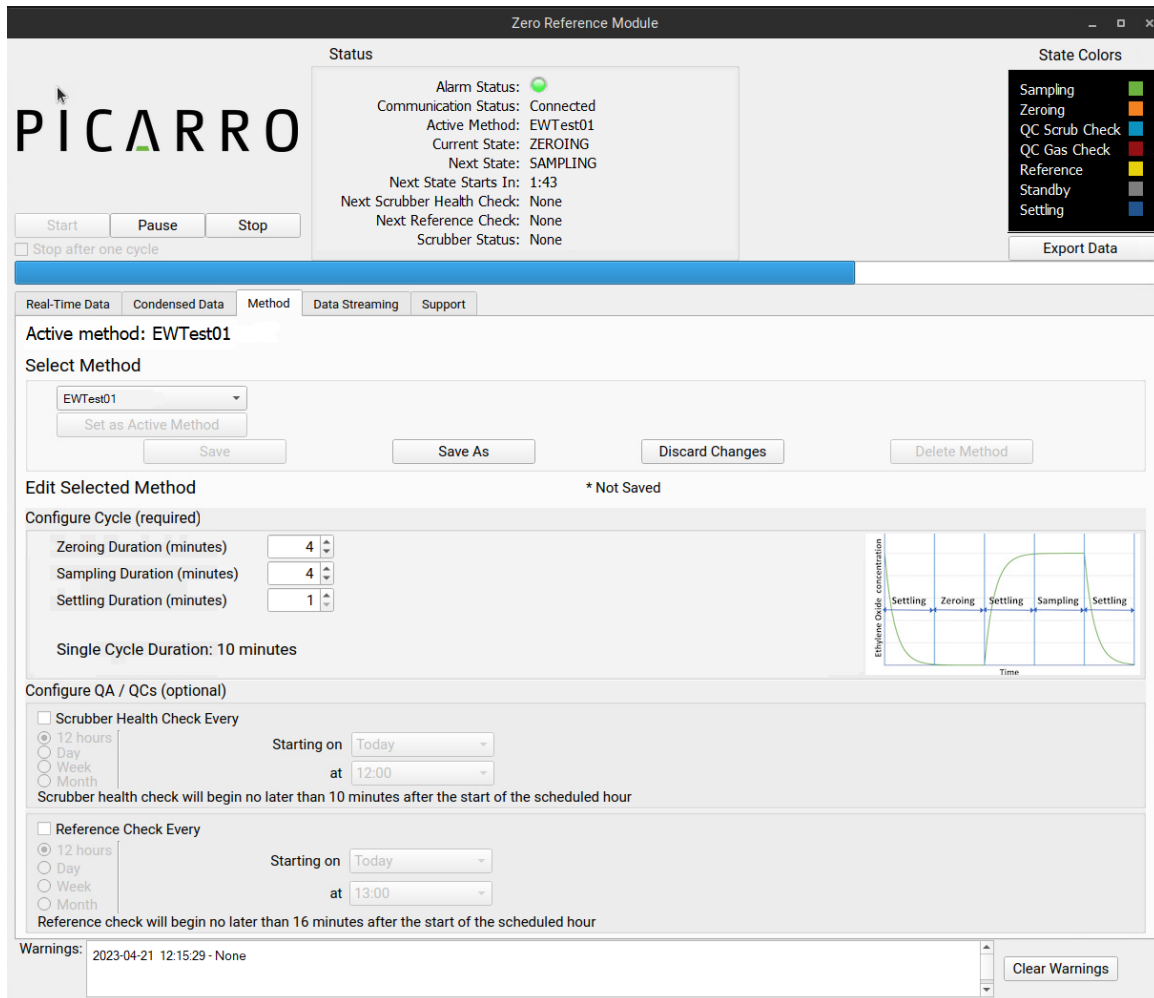 Zero Reference Module
PICARRO
Start Pause Stop
Stop after one cycle
Status
Alarm Status:
Communication Status: Connected
Active Method: EWTest01
Current State: ZEROING
Next State: SAMPLING
Next State Starts In: 1:43
Next Scrubber Health Check: None
Next Reference Check: None
Scrubber Status: None
State Colors
Sampling
Zeroing
QC Scrub Check
QC Gas Check
Reference
Standby
Settling
Export Data
Real-Time Data Condensed Data Method Data Streaming Support
Active method: EWTest01
Select Method
EWTest01
Set as Active Method
Save Save As Discard Changes Delete Method
Edit Selected Method * Not Saved
Configure Cycle (required)
Zeroing Duration (minutes) 4
Sampling Duration (minutes) 4
Settling Duration (minutes) 1
Single Cycle Duration: 10 minutes
Ethylene Oxide concentration
Settling Zeroing Settling Sampling Settling
Time
Configure QA / QCs (optional)
Scrubber Health Check Every
12 hours
Day
Week
Month
Starting on Today
at 12:00
Scrubber health check will begin no later than 10 minutes after the start of the scheduled hour
Reference Check Every
12 hours
Day
Week
Month
Starting on Today
at 13:00
Reference check will begin no later than 16 minutes after the start of the scheduled hour
Warnings: 2023-04-21 12:15:29 - None
Clear Warnings